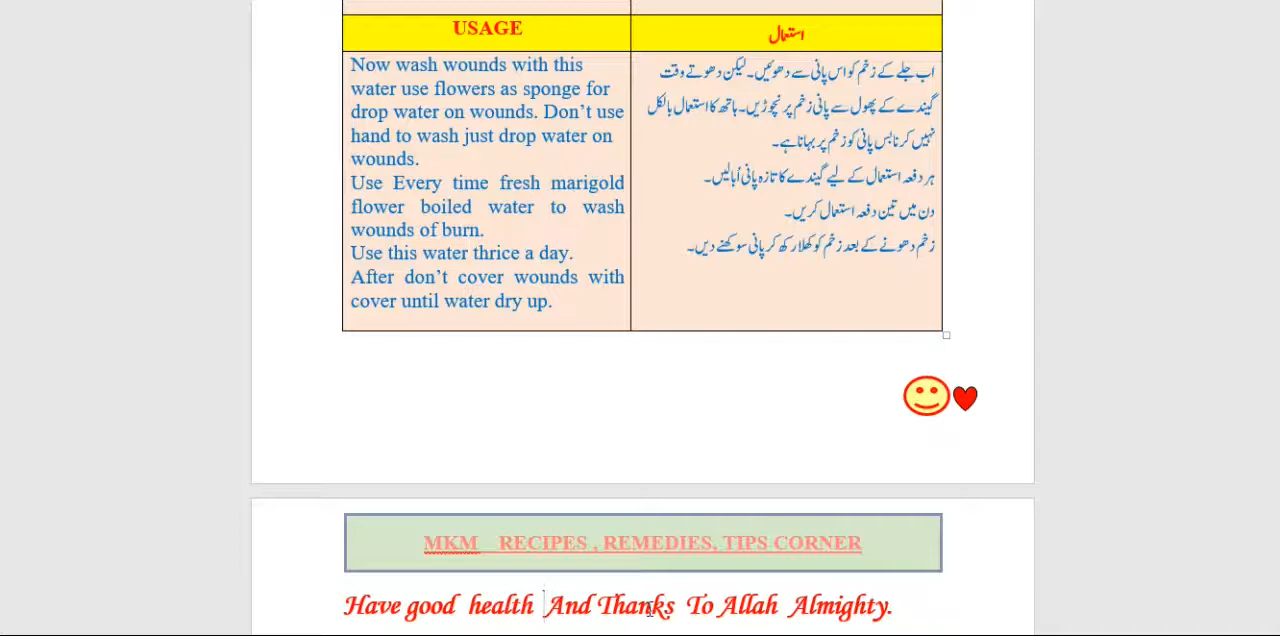 USAGE
استعمال
Now wash wounds with this
water use flowers as sponge for
drop water on wounds. Don’t use
hand to wash just drop water on
wounds.
Use Every time fresh marigold
flower boiled water to wash
wounds of burn.
Use this water thrice a day.
After don’t cover wounds with
cover until water dry up.
اب جلے کے زخم کو اس پانی سے دھوئیں۔ لیکن دھوتے وقت
گیندے کے پھول سے پانی زخم پر نچوڑیں۔ ہاتھ کا استعمال بالکل
نہیں کرنا بس پانی کو زخم پر بہانا ہے۔
ہر دفعہ استعمال کے لیے گیندے کا تازہ پانی اُبالیں۔
دن میں تین دفعہ استعمال کریں۔
زخم دھونے کے بعد زخم کو کھلا رکھ کر پانی سوکھنے دیں۔
MKM RECIPES , REMEDIES, TIPS CORNER
Have good health And Thanks To Allah Almighty.